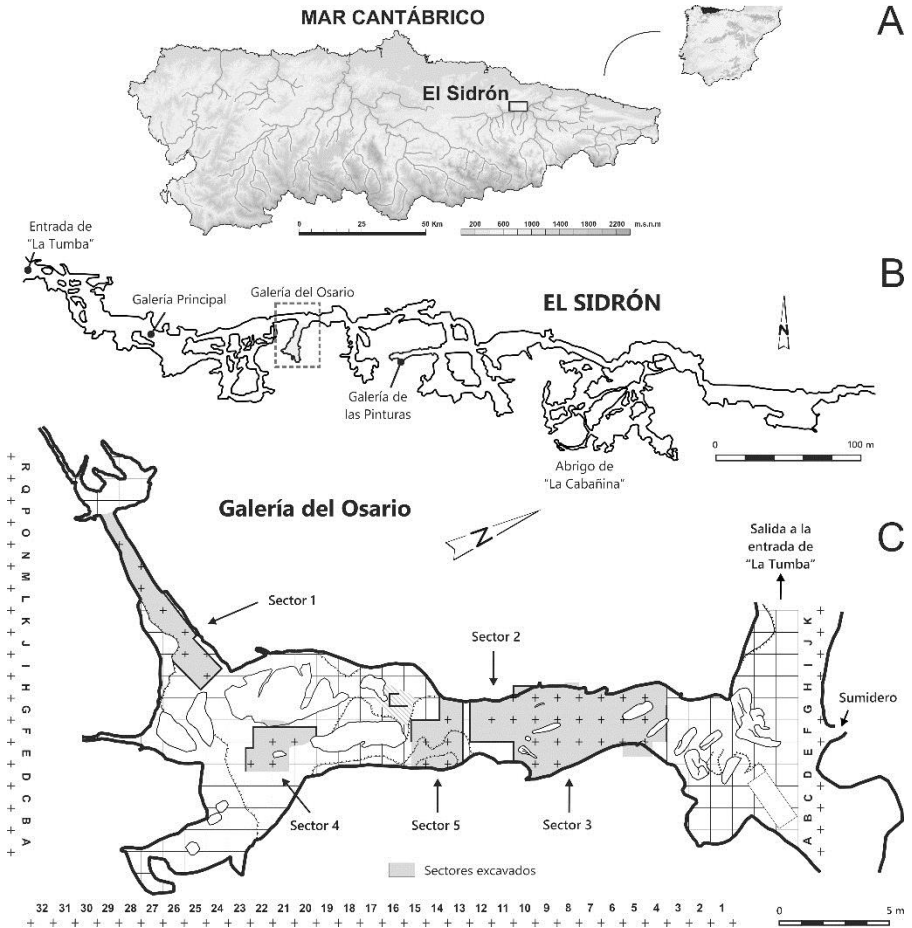 MAR CANTÁBRICO
A
El Sidrón
0 25 50 Km
200 600 1000 1400 1800 2200 m.s.n.m
Entrada de
"La Tumba"
B
Galería Principal
Galería del Osario
EL SIDRÓN
N
Galería de
las Pinturas
0 100 m
Abrigo de
"La Cabañina"
Galería del Osario
N
C
Salida a la
entrada de
"La Tumba"
R
Q
P
O
N
M
L
K
J
I
H
G
F
E
D
C
B
A
Sector 1
Sector 2
K
J
I
H
G
F
E
D
C
B
A
Sumidero
Sector 4
Sector 5
Sector 3
Sectores excavados
32 31 30 29 28 27 26 25 24 23 22 21 20 19 18 17 16 15 14 13 12 11 10 9 8 7 6 5 4 3 2 1
0 5 m